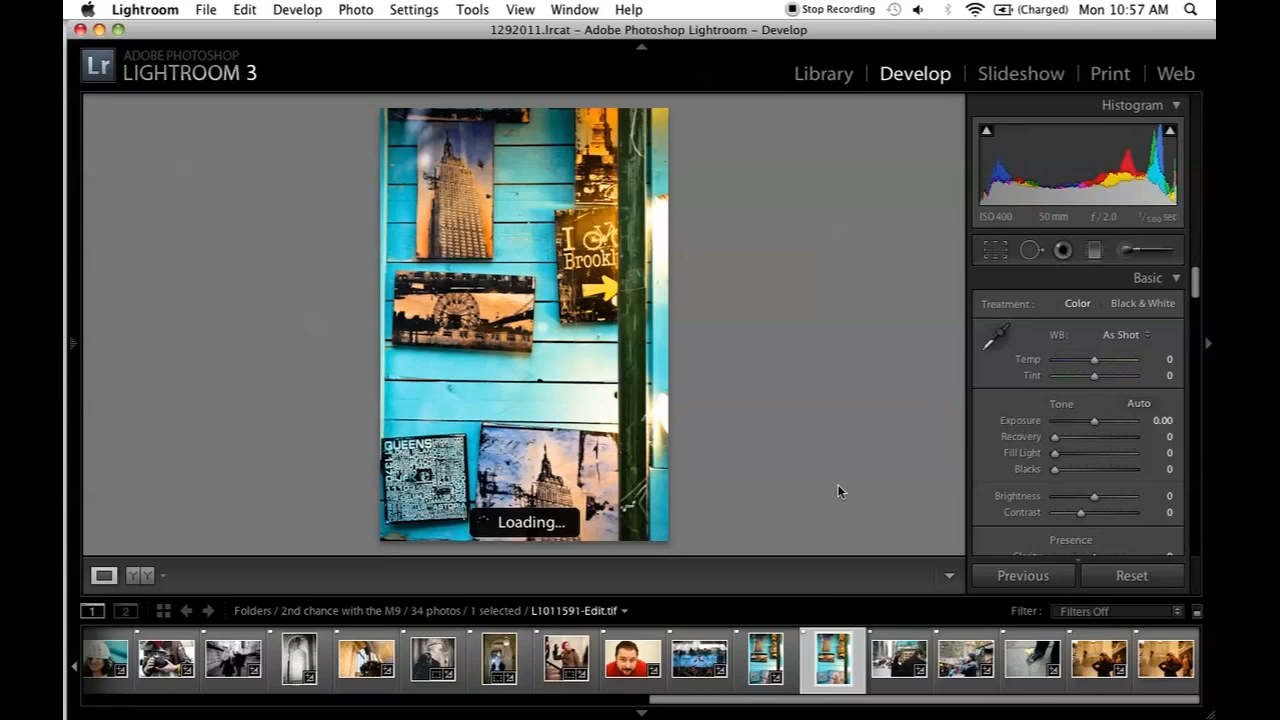 Lightroom File Edit Develop Photo Settings Tools View Window Help Stop Recording (Charged) Mon 10:57 AM
1292011.lrcat - Adobe Photoshop Lightroom - Develop
Lr ADOBE PHOTOSHOP
LIGHTROOM 3
Library Develop Slideshow Print Web
Histogram
ISO 400 50 mm ƒ / 2.0 1/500 sec
Basic
Treatment: Color Black & White
WB: As Shot
Temp 0
Tint 0
Tone Auto
Exposure 0.00
Recovery 0
Fill Light 0
Blacks 0
Brightness 0
Contrast 0
Presence
I
Brookl
QUEENS
ASTORIA
Loading...
Previous Reset
1 2 Folders / 2nd chance with the M9 / 34 photos / 1 selected / L1011591-Edit.tif Filter: Filters Off